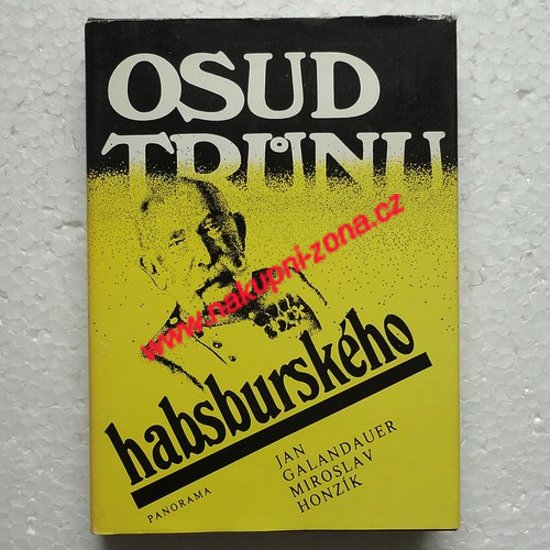 OSUD
TRŮNU
www.nakupni-zona.cz
habsburského
JAN
GALANDAUER
MIROSLAV
HONZÍK
PANORAMA